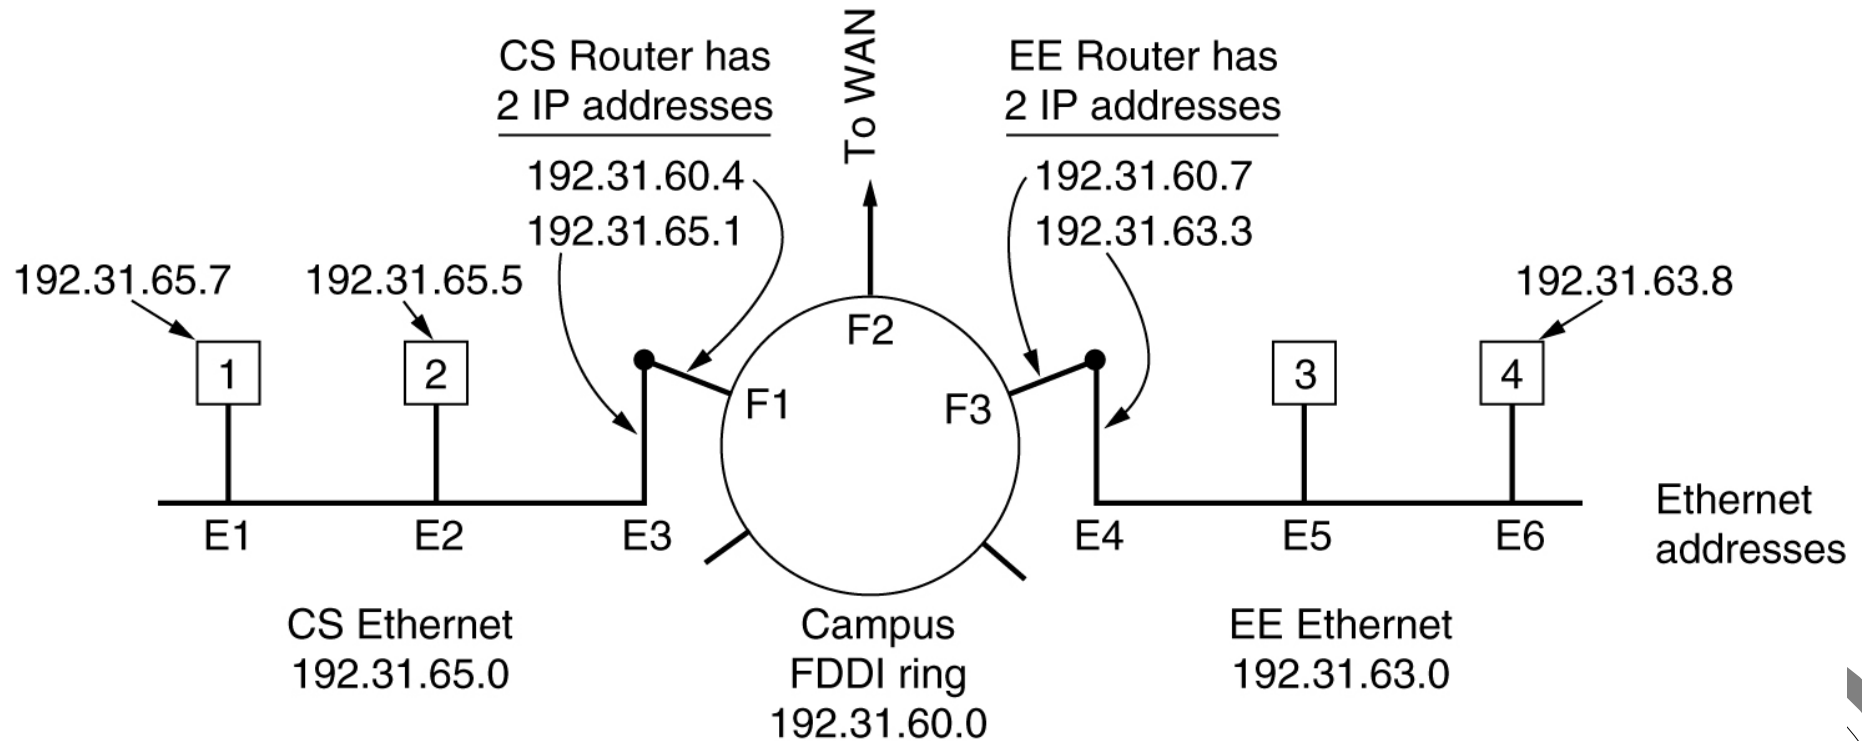 CS Router has
2 IP addresses
192.31.60.4
192.31.65.1
To WAN
EE Router has
2 IP addresses
192.31.60.7
192.31.63.3
192.31.65.7
192.31.65.5
192.31.63.8
1
2
3
4
F2
F1
F3
E1
E2
E3
E4
E5
E6
Ethernet
addresses
CS Ethernet
192.31.65.0
Campus
FDDI ring
192.31.60.0
EE Ethernet
192.31.63.0